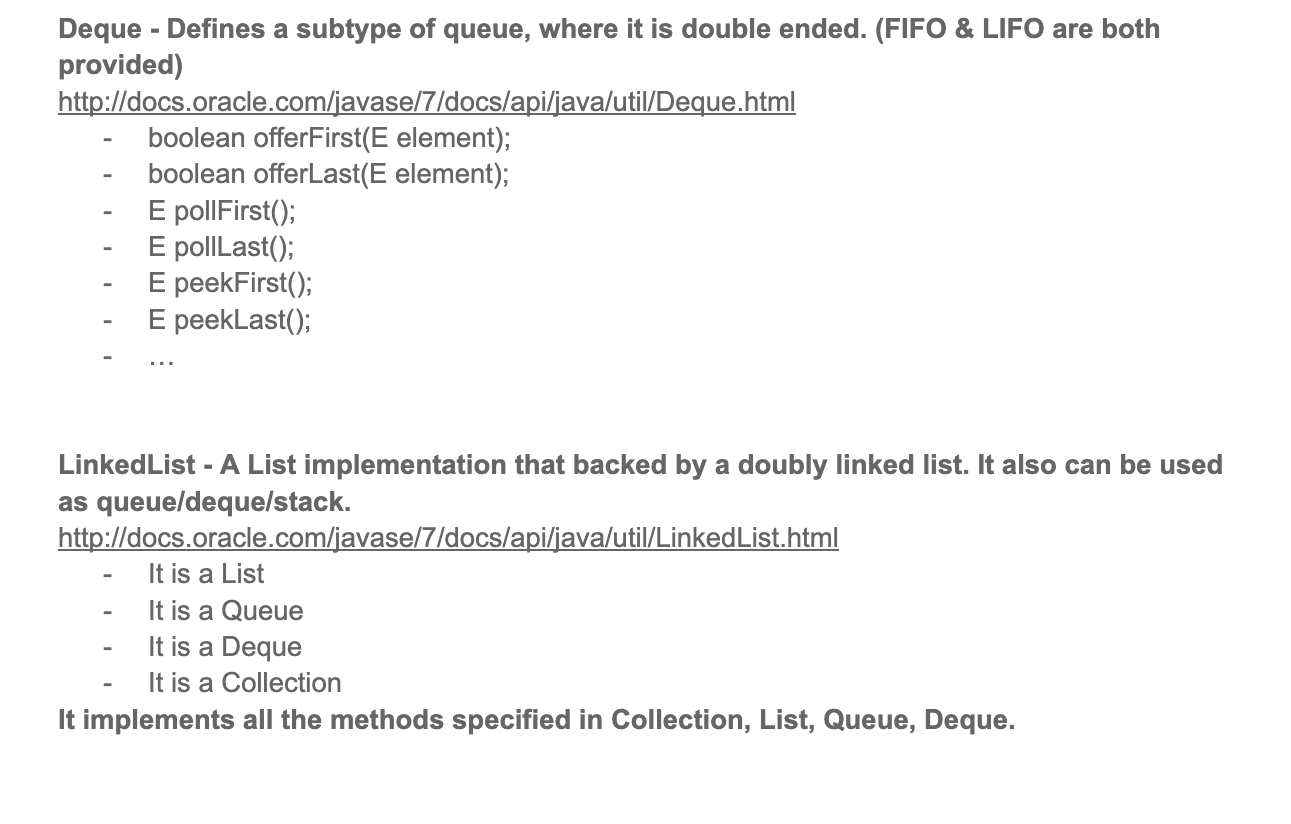 Deque - Defines a subtype of queue, where it is double ended. (FIFO & LIFO are both
provided)
http://docs.oracle.com/javase/7/docs/api/java/util/Deque.html
- boolean offerFirst(E element);
- boolean offerLast(E element);
- E pollFirst();
- E pollLast();
- E peekFirst();
- E peekLast();
- …
LinkedList - A List implementation that backed by a doubly linked list. It also can be used
as queue/deque/stack.
http://docs.oracle.com/javase/7/docs/api/java/util/LinkedList.html
- It is a List
- It is a Queue
- It is a Deque
- It is a Collection
It implements all the methods specified in Collection, List, Queue, Deque.